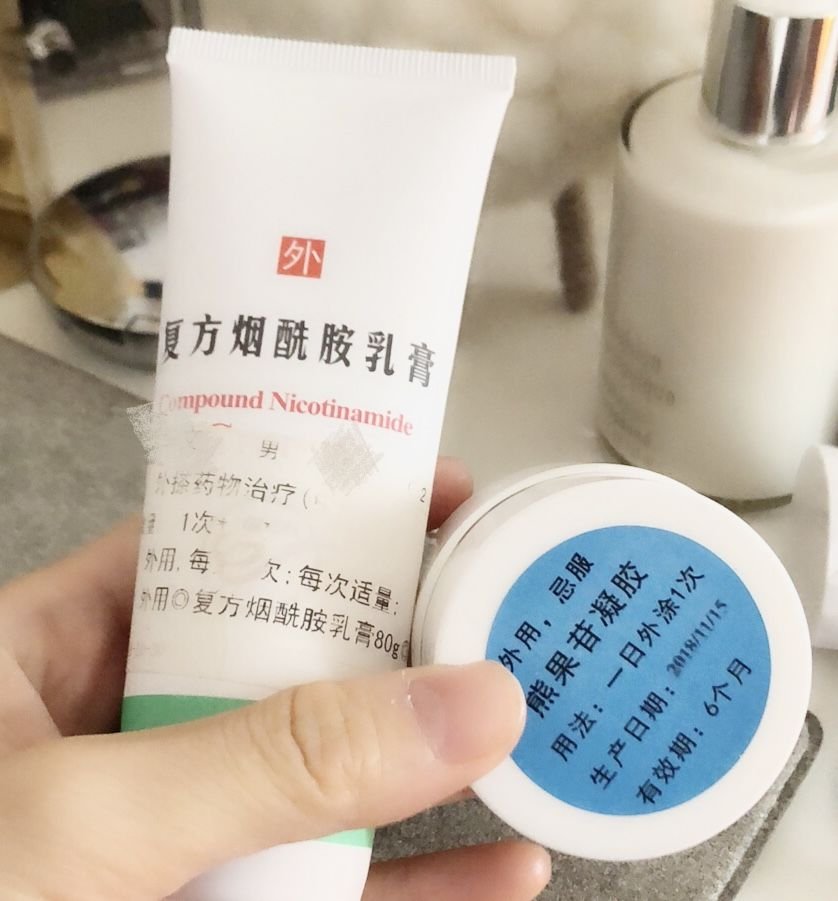 外
复方烟酰胺乳膏
Compound Nicotinamide
男
外搽药物治疗(
2
1次
外用,每 次;每次适量;
外用◎复方烟酰胺乳膏80g
外用，忌服
熊果苷凝胶
用法：一日外涂1次
生产日期：2018/11/15
有效期：6个月